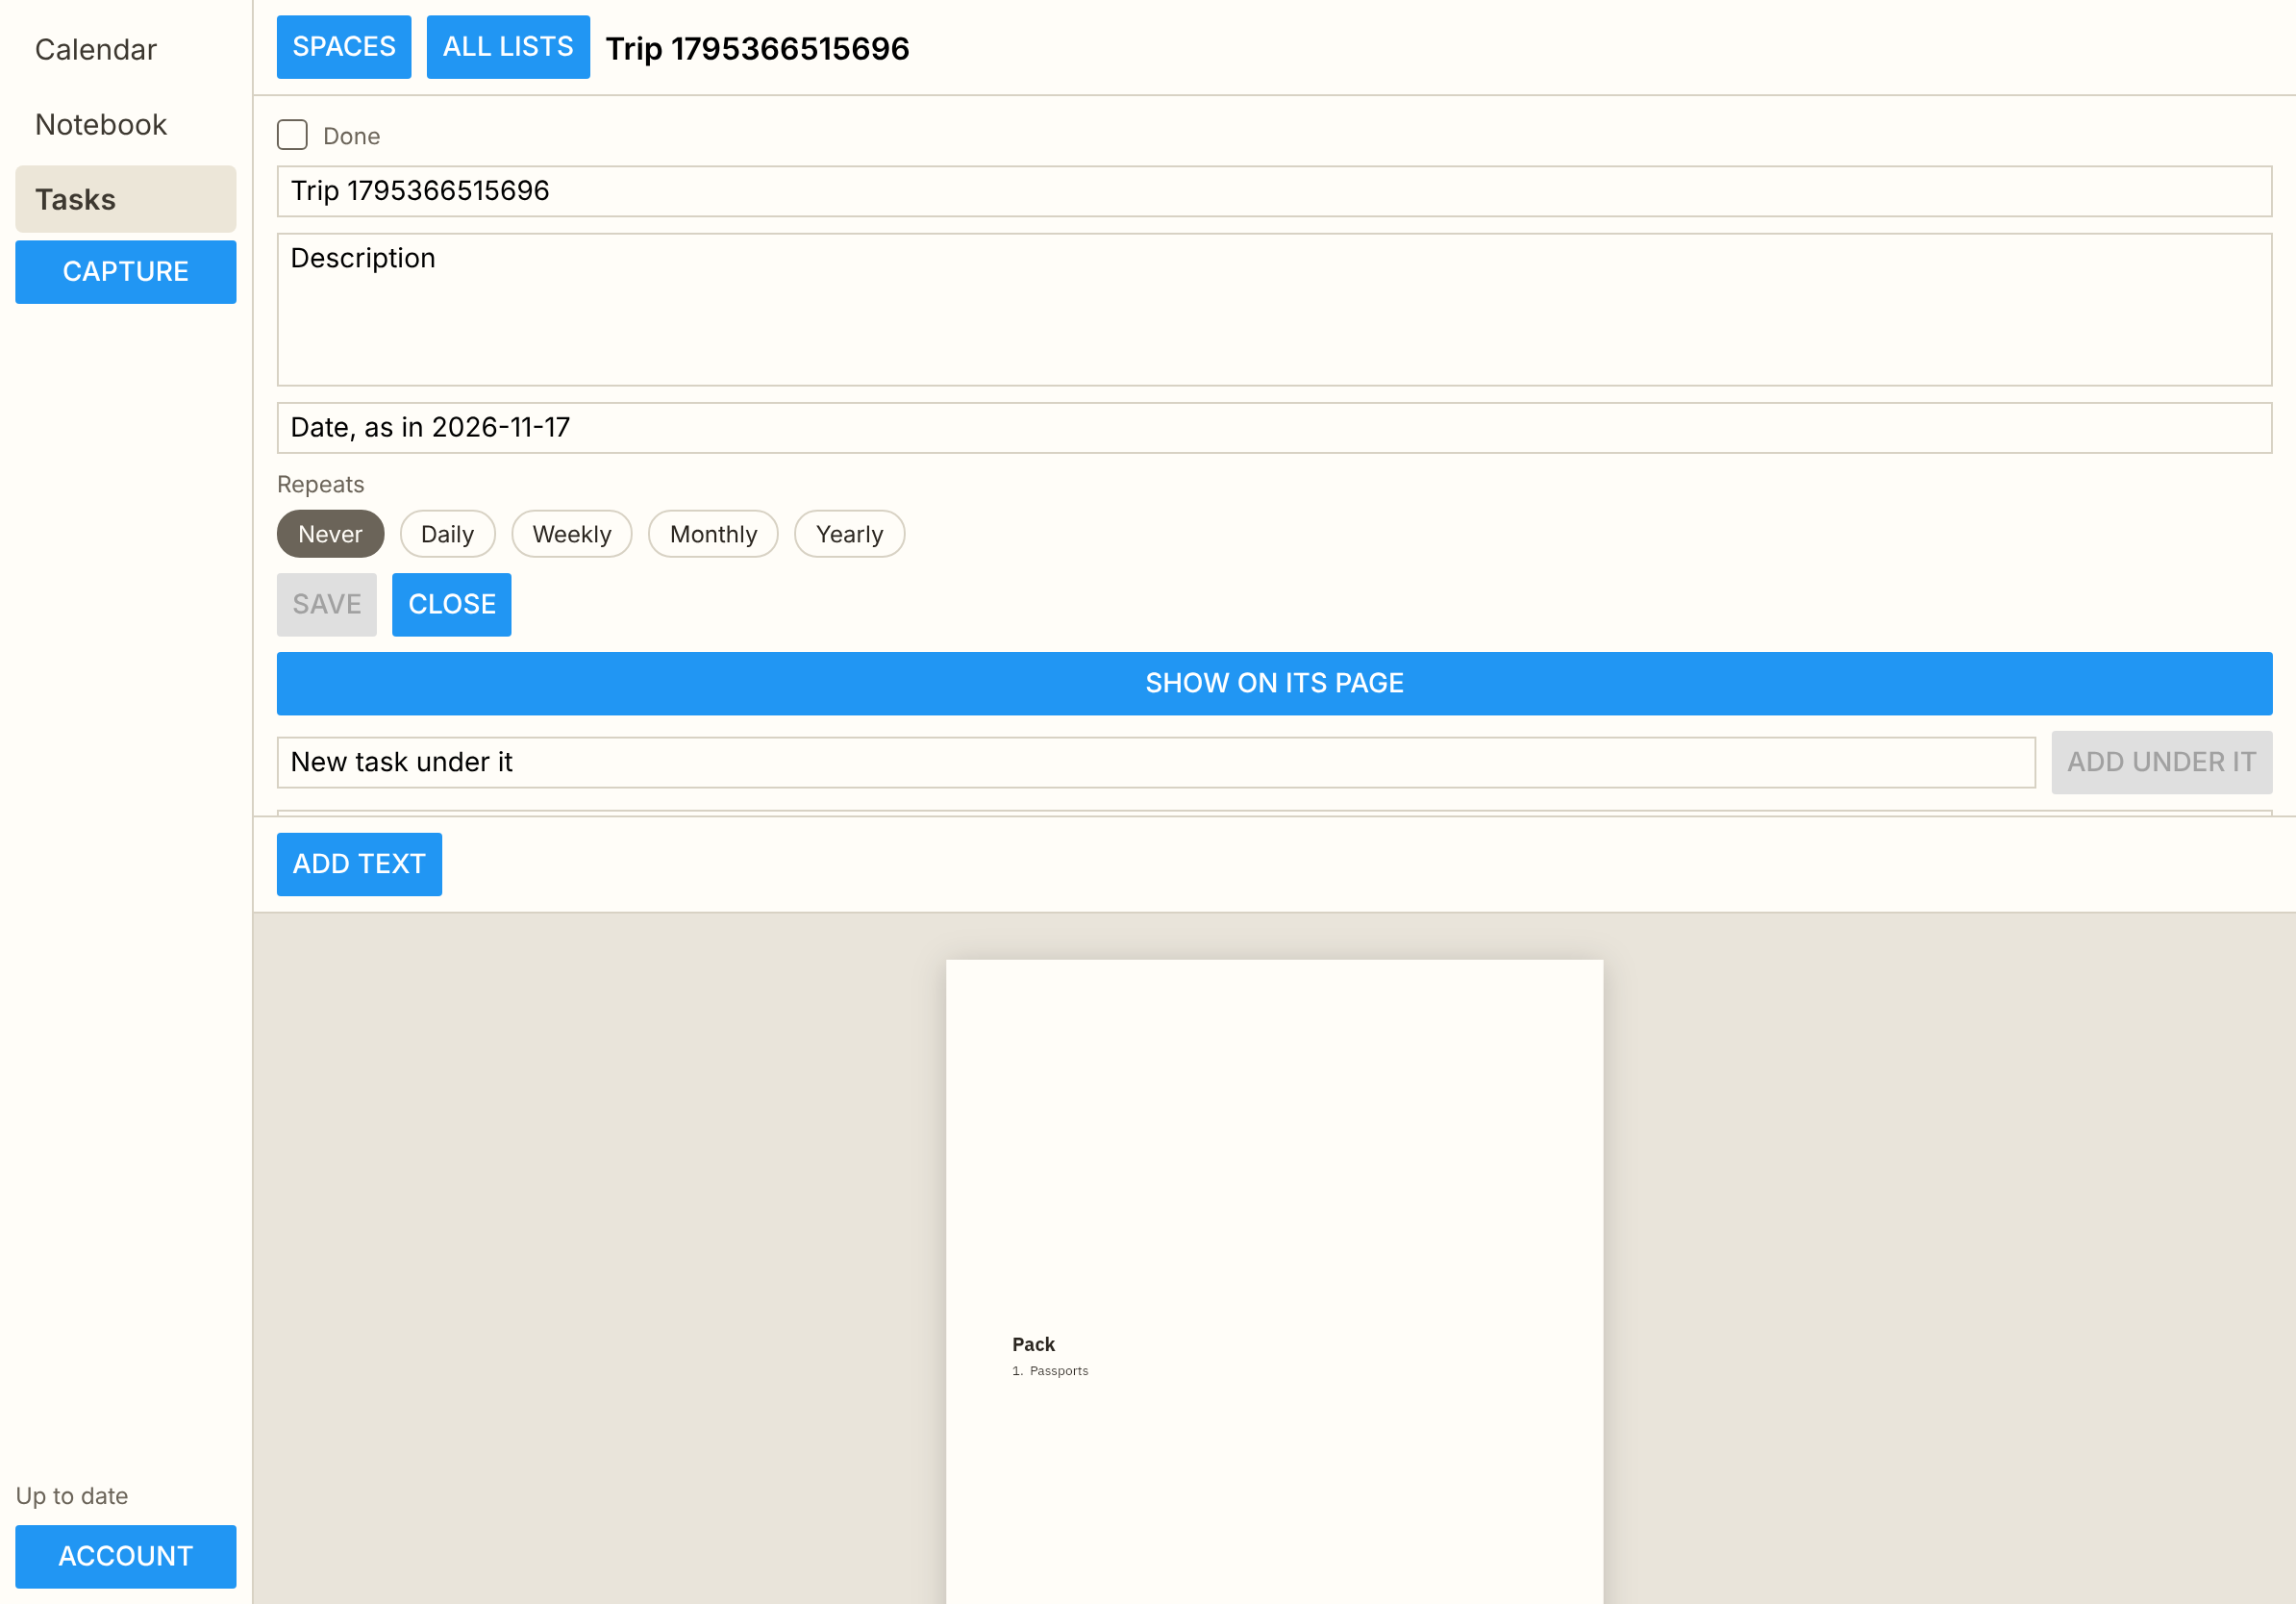 Calendar
Notebook
Tasks
CAPTURE
Up to date
ACCOUNT
SPACES ALL LISTS Trip 1795366515696
Done
Trip 1795366515696
Description
Date, as in 2026-11-17
Repeats
Never Daily Weekly Monthly Yearly
SAVE CLOSE
SHOW ON ITS PAGE
New task under it ADD UNDER IT
ADD TEXT
Pack
1. Passports